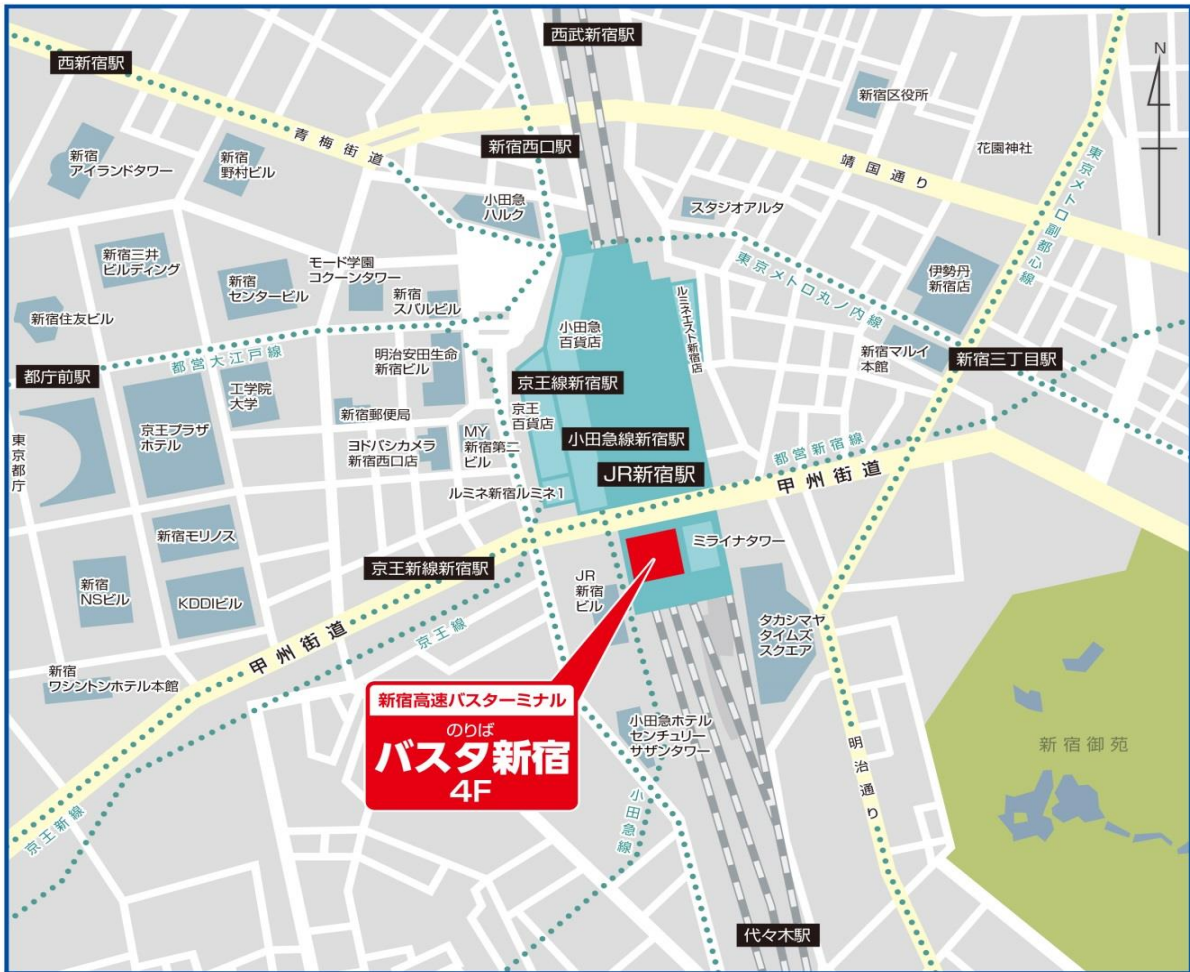 西武新宿駅
N
西新宿駅
新宿区役所
青梅街道
新宿西口駅
花園神社
靖国通り
東京メトロ副都心線
新宿
アイランドタワー
新宿
野村ビル
小田急
ハルク
スタジオアルタ
東京メトロ丸ノ内線
新宿三井
ビルディング
新宿
センタービル
モード学園
コクーンタワー
新宿
スバルビル
伊勢丹
新宿店
新宿住友ビル
小田急
百貨店
ルミネエスト新宿店
都営大江戸線
明治安田生命
新宿ビル
新宿マルイ
本館
新宿三丁目駅
都庁前駅
工学院
大学
京王線新宿駅
東京都庁
京王プラザ
ホテル
新宿郵便局
京王
百貨店
ヨドバシカメラ
新宿西口店
MY
新宿第二
ビル
小田急線新宿駅
JR新宿駅
都営新宿線
甲州街道
ルミネ新宿ルミネ1
新宿モリノス
ミライナタワー
京王新線新宿駅
新宿
NSビル
KDDIビル
JR
新宿
ビル
タカシマヤ
タイムズ
スクエア
京王線
甲州街道
新宿
ワシントンホテル本館
新宿高速バスターミナル
のりば
バスタ新宿
4F
小田急ホテル
センチュリー
サザンタワー
新宿御苑
明治通り
小田急線
京王新線
代々木駅